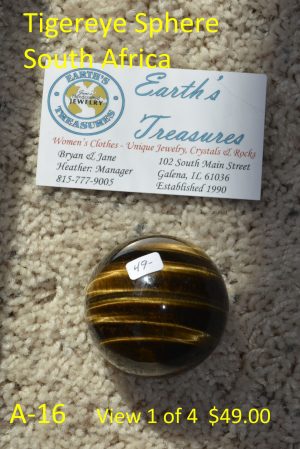 Tigereye Sphere
South Africa
EARTH'S
JEWELRY
TREASURES
Earth's
Treasures
Women's Clothes - Unique Jewelry, Crystals & Rocks
Bryan & Jane
Heather: Manager
815-777-9005
102 South Main Street
Galena, IL 61036
Established 1990
49-
A-16 View 1 of 4 $49.00